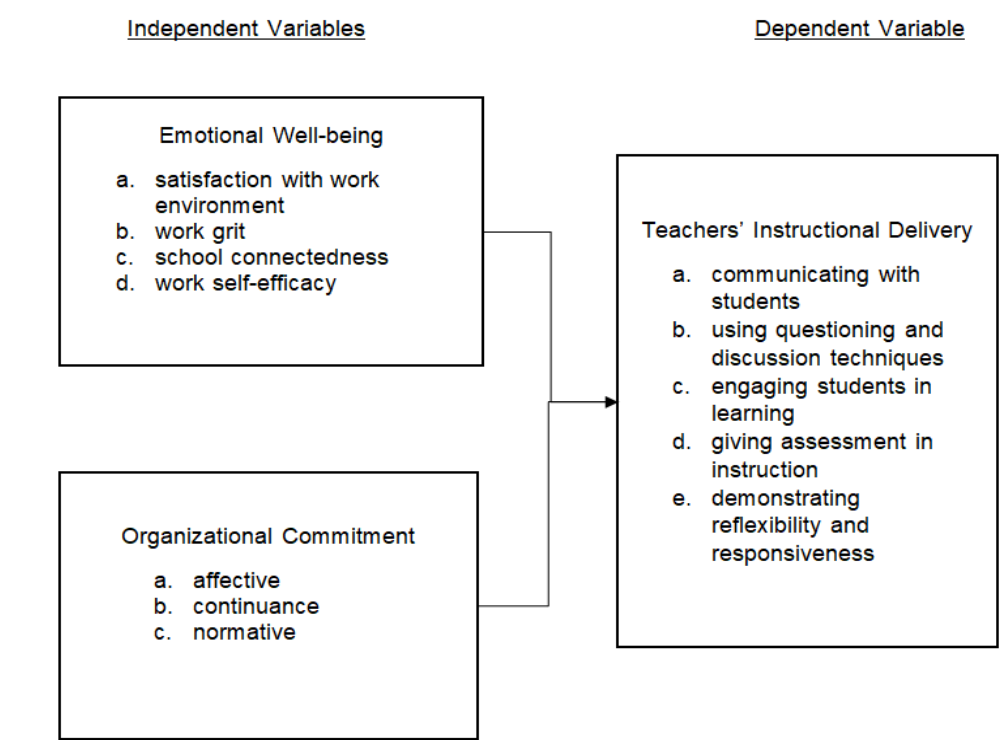 Independent Variables
Dependent Variable
Emotional Well-being
a. satisfaction with work
environment
b. work grit
c. school connectedness
d. work self-efficacy
Organizational Commitment
a. affective
b. continuance
c. normative
Teachers' Instructional Delivery
a. communicating with
students
b. using questioning and
discussion techniques
c. engaging students in
learning
d. giving assessment in
instruction
e. demonstrating
reflexibility and
responsiveness